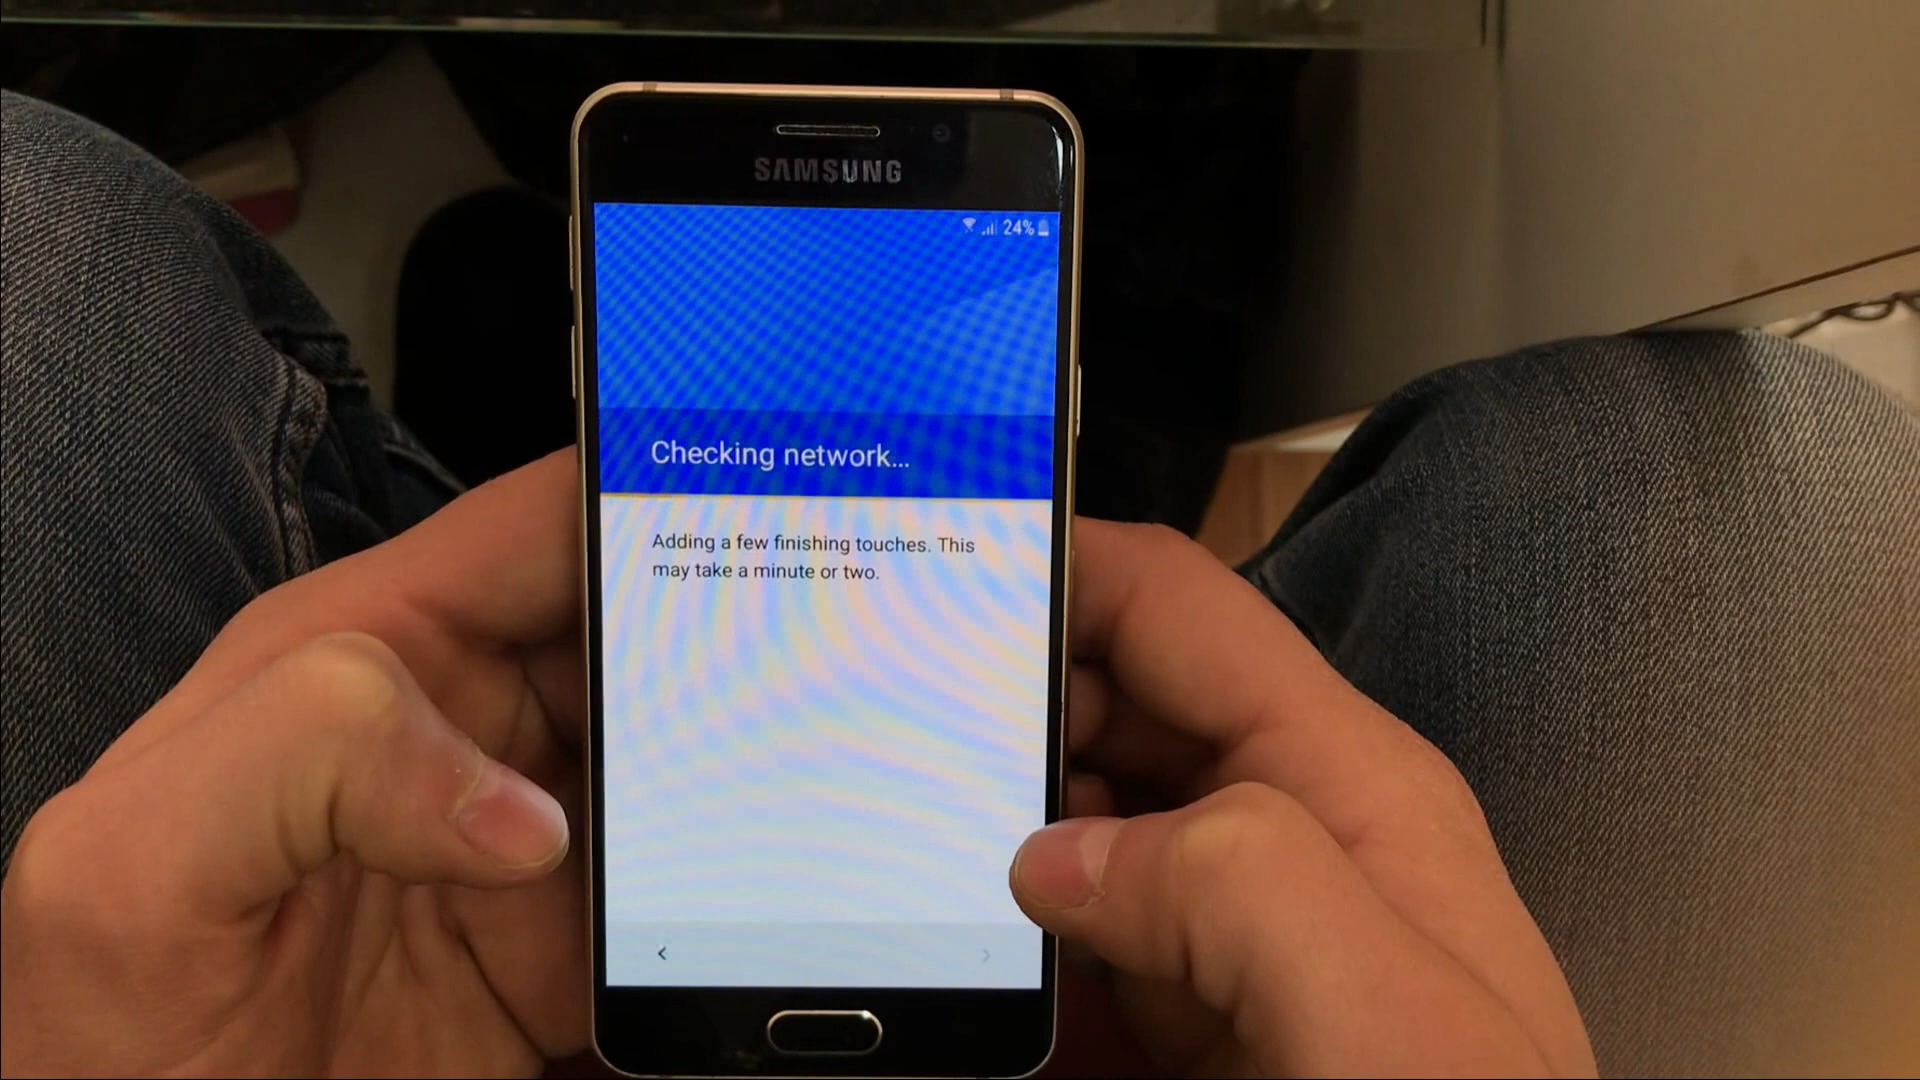 SAMSUNG
24%
Checking network...
Adding a few finishing touches. This
may take a minute or two.